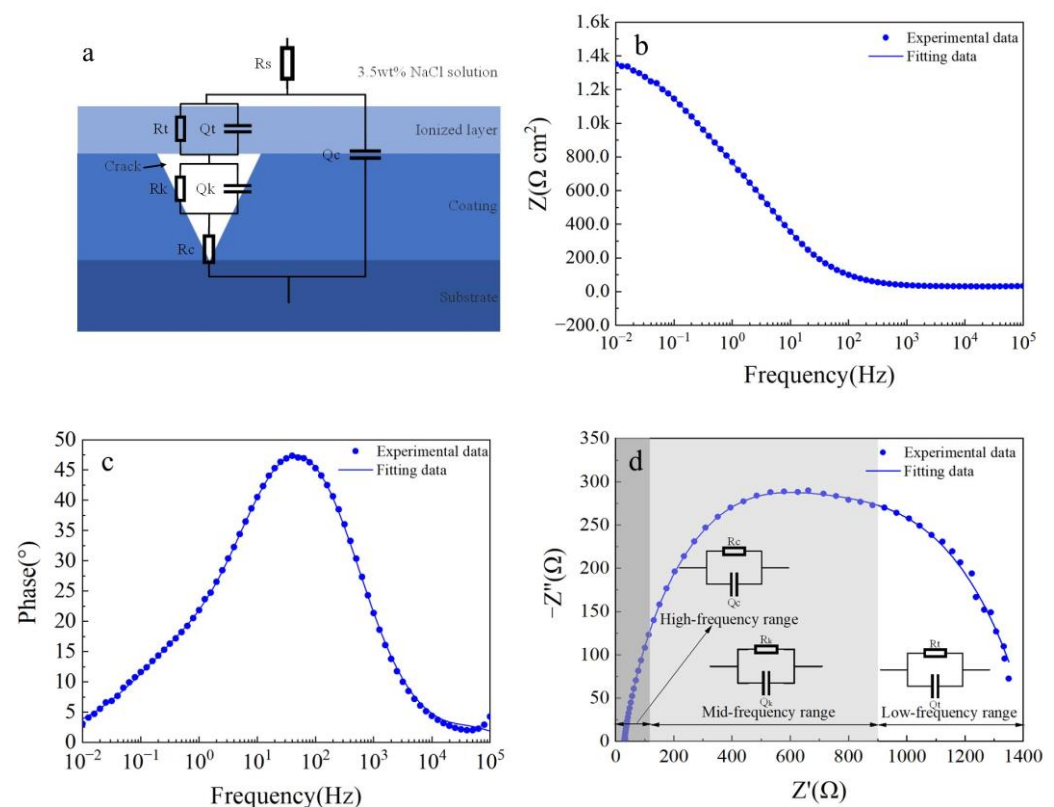 a
Rs
3.5wt% NaCl solution
Rt
Qt
Ionized layer
Qc
Crack
Rk
Qk
Coating
Rc
Substrate
b
Experimental data
Fitting data
Z(Ω cm²)
1.6k
1.4k
1.2k
1.0k
800.0
600.0
400.0
200.0
0.0
−200.0
10⁻² 10⁻¹ 10⁰ 10¹ 10² 10³ 10⁴ 10⁵
Frequency(Hz)
c
Experimental data
Fitting data
Phase(°)
50
45
40
35
30
25
20
15
10
5
0
10⁻² 10⁻¹ 10⁰ 10¹ 10² 10³ 10⁴ 10⁵
Frequency(Hz)
d
Experimental data
Fitting data
−Z''(Ω)
350
300
250
200
150
100
50
0
Rc
Qc
High-frequency range
Rk
Qk
Mid-frequency range
Rt
Qt
Low-frequency range
0 200 400 600 800 1000 1200 1400
Z'(Ω)